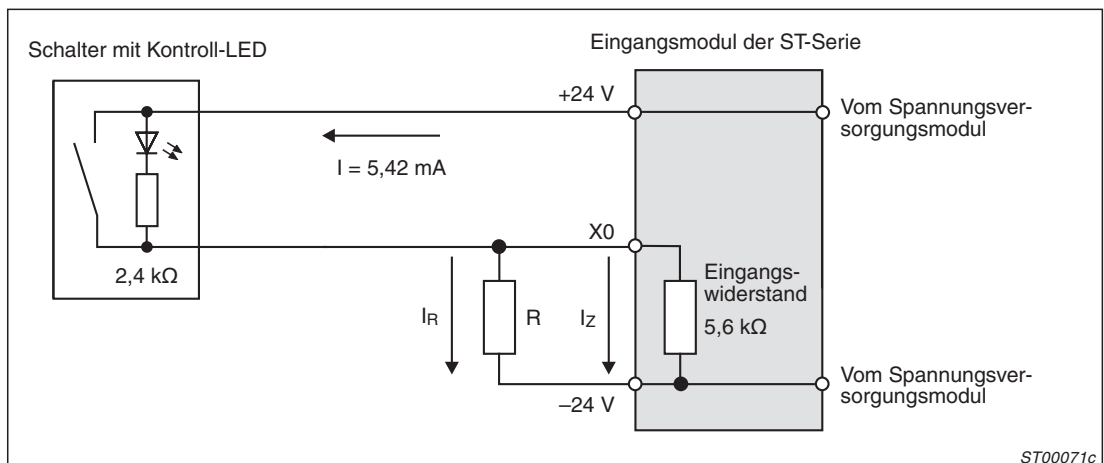 Schalter mit Kontroll-LED
Eingangsmodul der ST-Serie
+24 V
Vom Spannungsver-
sorgungsmodul
I = 5,42 mA
X0
2,4 kΩ
Eingangs-
widerstand
5,6 kΩ
IR
R
IZ
–24 V
Vom Spannungsver-
sorgungsmodul
ST00071c